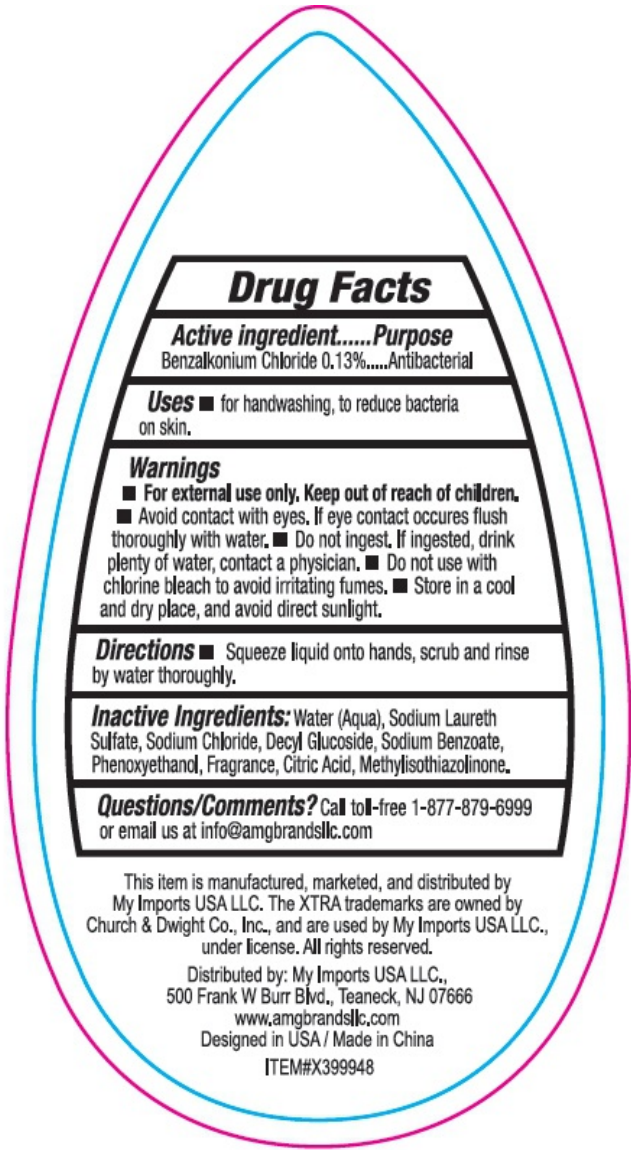 Drug Facts
Active ingredient......Purpose
Benzalkonium Chloride 0.13%.....Antibacterial
Uses ■ for handwashing, to reduce bacteria
on skin.
Warnings
■ For external use only. Keep out of reach of children.
■ Avoid contact with eyes. If eye contact occures flush
thoroughly with water. ■ Do not ingest. If ingested, drink
plenty of water, contact a physician. ■ Do not use with
chlorine bleach to avoid irritating fumes. ■ Store in a cool
and dry place, and avoid direct sunlight.
Directions ■ Squeeze liquid onto hands, scrub and rinse
by water thoroughly.
Inactive Ingredients: Water (Aqua), Sodium Laureth
Sulfate, Sodium Chloride, Decyl Glucoside, Sodium Benzoate,
Phenoxyethanol, Fragrance, Citric Acid, Methylisothiazolinone.
Questions/Comments? Call toll-free 1-877-879-6999
or email us at info@amgbrandsllc.com
This item is manufactured, marketed, and distributed by
My Imports USA LLC. The XTRA trademarks are owned by
Church & Dwight Co., Inc., and are used by My Imports USA LLC.,
under license. All rights reserved.
Distributed by: My Imports USA LLC.,
500 Frank W Burr Blvd., Teaneck, NJ 07666
www.amgbrandsllc.com
Designed in USA / Made in China
ITEM#X399948